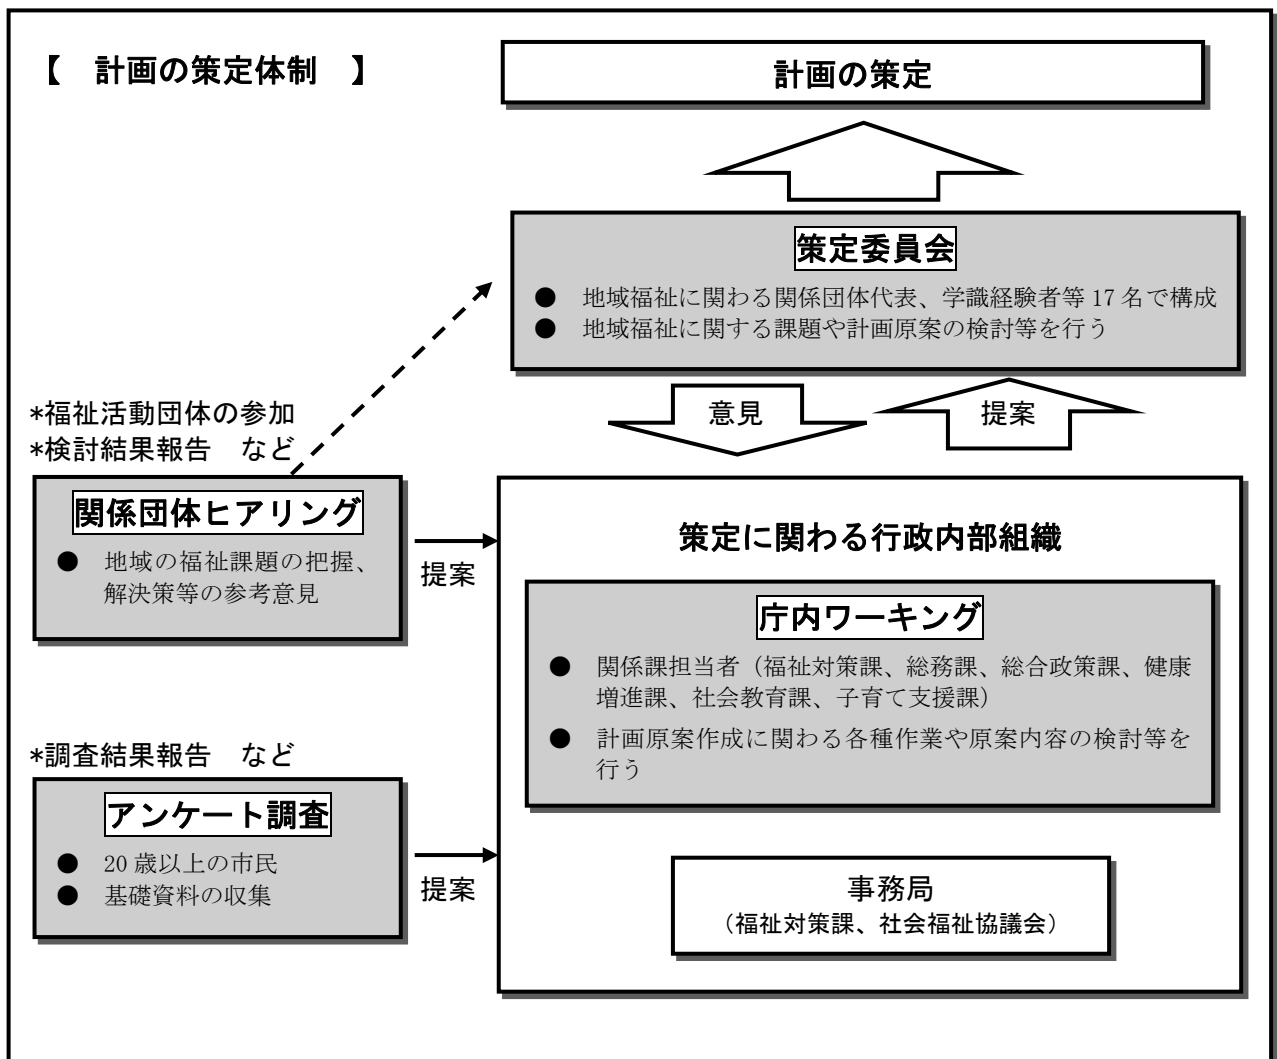 【　計画の策定体制　】
計画の策定
策定委員会
● 地域福祉に関わる関係団体代表、学識経験者等 17 名で構成
● 地域福祉に関する課題や計画原案の検討等を行う
*福祉活動団体の参加
*検討結果報告　など
意見
提案
関係団体ヒアリング
● 地域の福祉課題の把握、
解決策等の参考意見
提案
策定に関わる行政内部組織
庁内ワーキング
● 関係課担当者（福祉対策課、総務課、総合政策課、健康
増進課、社会教育課、子育て支援課）
● 計画原案作成に関わる各種作業や原案内容の検討等を
行う
*調査結果報告　など
アンケート調査
● 20 歳以上の市民
● 基礎資料の収集
提案
事務局
（福祉対策課、社会福祉協議会）